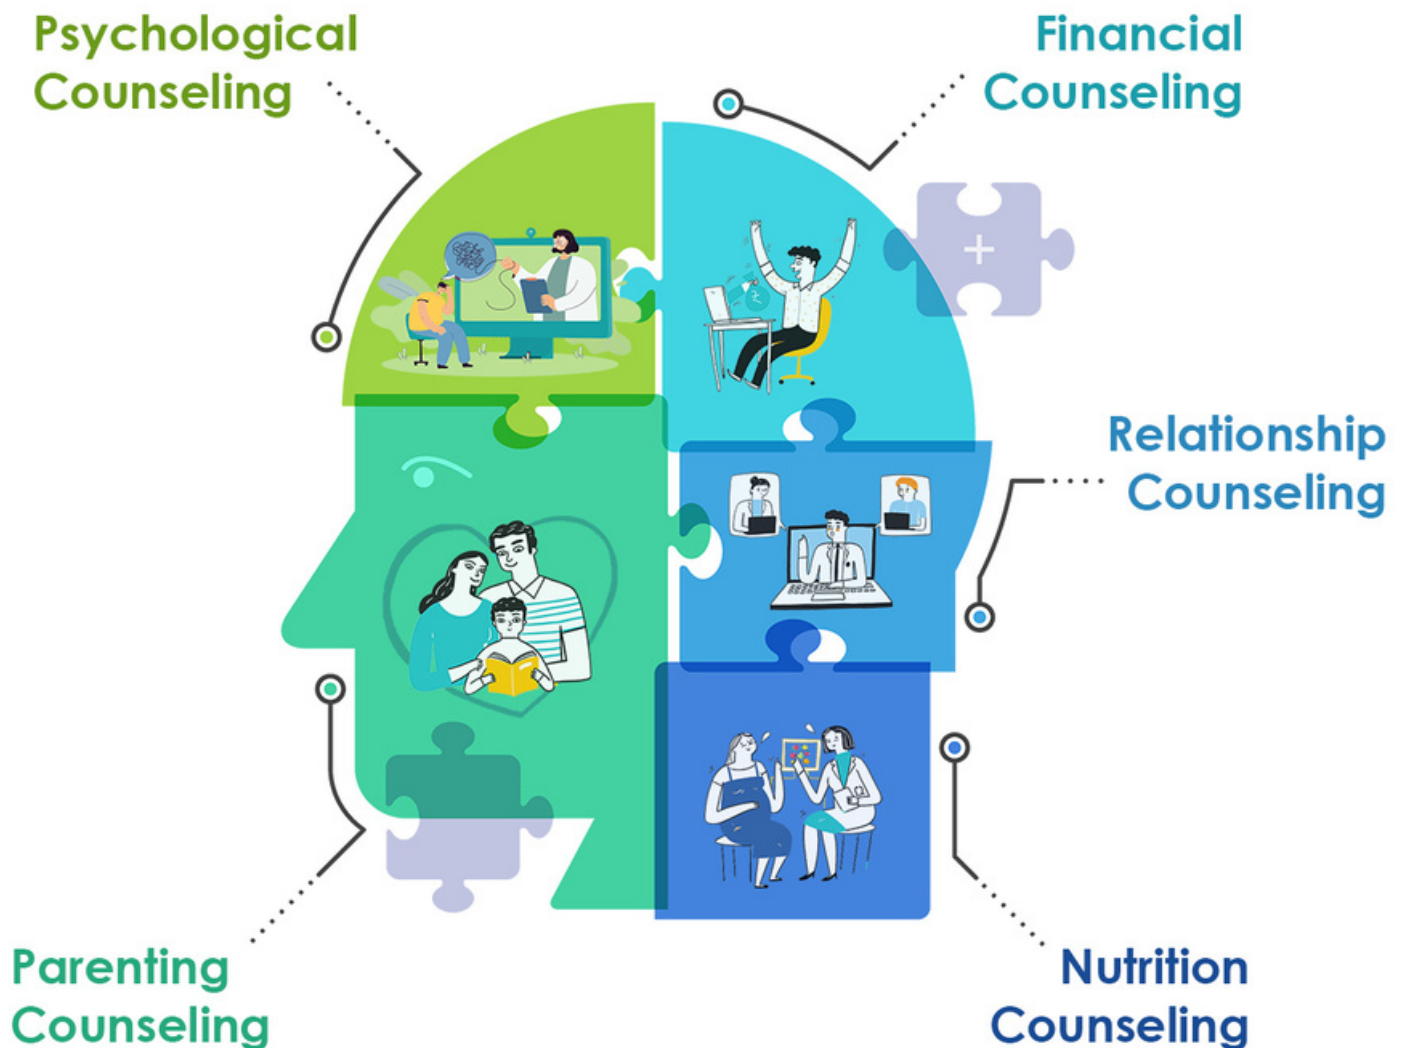 Psychological
Counseling
Financial
Counseling
+
Relationship
Counseling
Parenting
Counseling
Nutrition
Counseling